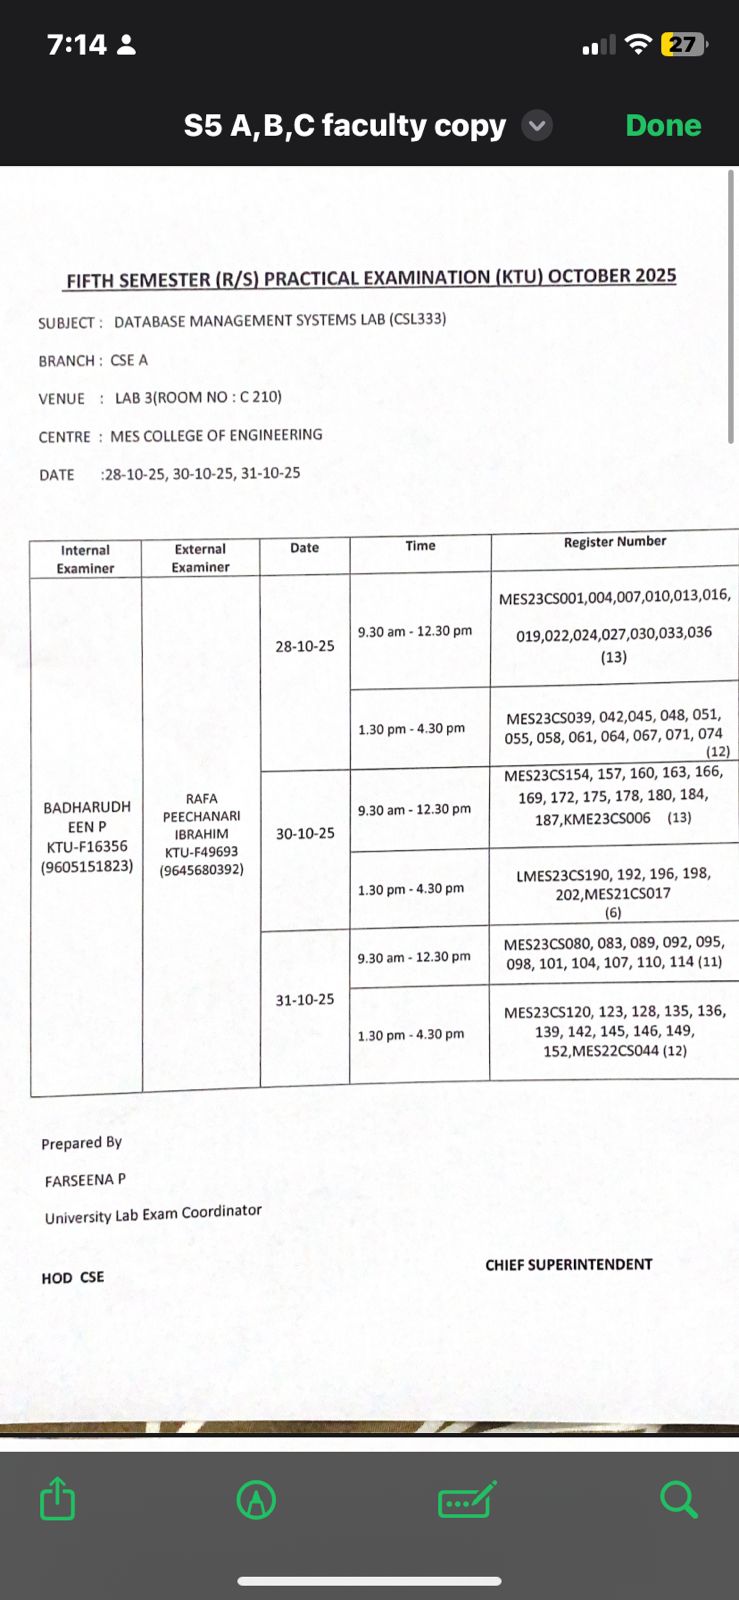 7:14
27
S5 A,B,C faculty copy
Done
FIFTH SEMESTER (R/S) PRACTICAL EXAMINATION (KTU) OCTOBER 2025
SUBJECT : DATABASE MANAGEMENT SYSTEMS LAB (CSL333)
BRANCH : CSE A
VENUE : LAB 3(ROOM NO : C 210)
CENTRE : MES COLLEGE OF ENGINEERING
DATE :28-10-25, 30-10-25, 31-10-25
Internal
Examiner
External
Examiner
Date
Time
Register Number
BADHARUDH
EEN P
KTU-F16356
(9605151823)
RAFA
PEECHANARI
IBRAHIM
KTU-F49693
(9645680392)
28-10-25
9.30 am - 12.30 pm
MES23CS001,004,007,010,013,016,
019,022,024,027,030,033,036
(13)
1.30 pm - 4.30 pm
MES23CS039, 042,045, 048, 051,
055, 058, 061, 064, 067, 071, 074
(12)
30-10-25
9.30 am - 12.30 pm
MES23CS154, 157, 160, 163, 166,
169, 172, 175, 178, 180, 184,
187,KME23CS006 (13)
1.30 pm - 4.30 pm
LMES23CS190, 192, 196, 198,
202,MES21CS017
(6)
31-10-25
9.30 am - 12.30 pm
MES23CS080, 083, 089, 092, 095,
098, 101, 104, 107, 110, 114 (11)
1.30 pm - 4.30 pm
MES23CS120, 123, 128, 135, 136,
139, 142, 145, 146, 149,
152,MES22CS044 (12)
Prepared By
FARSEENA P
University Lab Exam Coordinator
HOD CSE
CHIEF SUPERINTENDENT